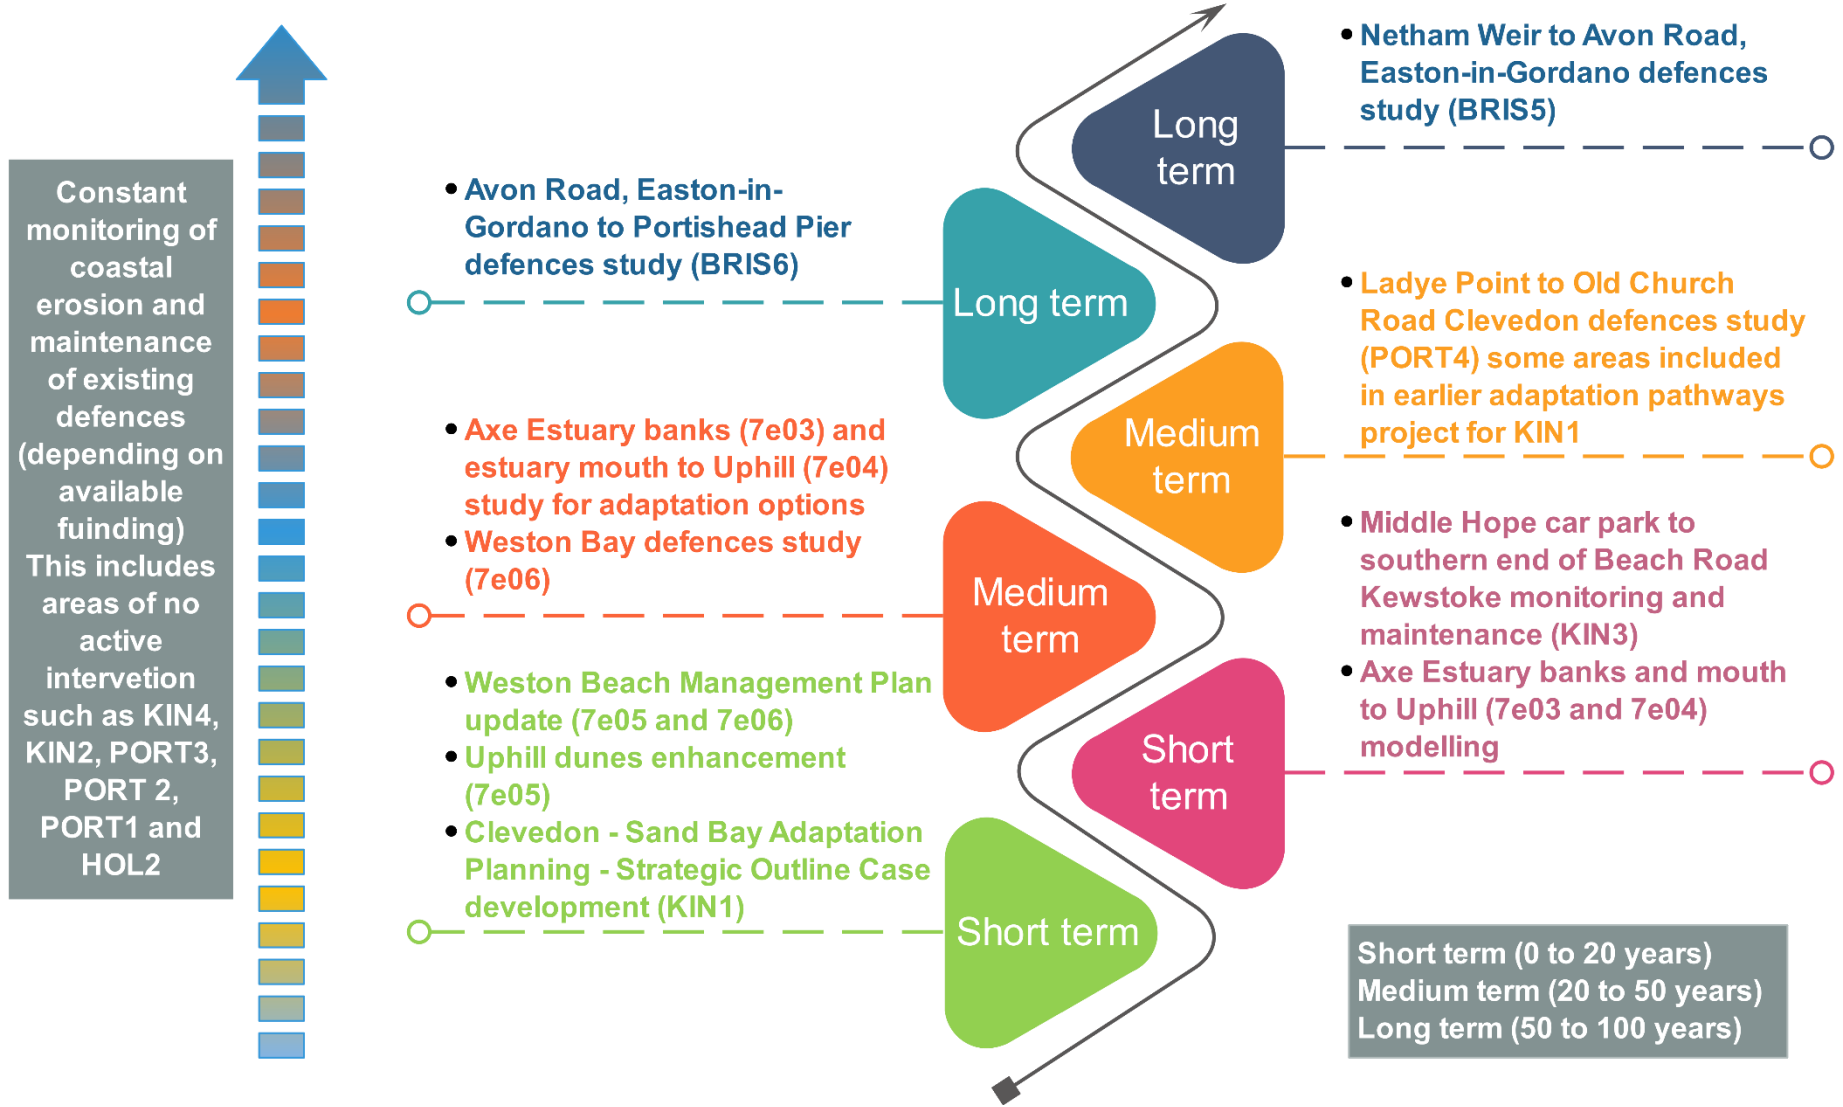 Constant
monitoring of
coastal
erosion and
maintenance
of existing
defences
(depending on
available
fuinding)
This includes
areas of no
active
intervetion
such as KIN4,
KIN2, PORT3,
PORT 2,
PORT1 and
HOL2
• Avon Road, Easton-in-
Gordano to Portishead Pier
defences study (BRIS6)
• Axe Estuary banks (7e03) and
estuary mouth to Uphill (7e04)
study for adaptation options
• Weston Bay defences study
(7e06)
• Weston Beach Management Plan
update (7e05 and 7e06)
• Uphill dunes enhancement
(7e05)
• Clevedon - Sand Bay Adaptation
Planning - Strategic Outline Case
development (KIN1)
Long
term
Long term
Medium
term
Medium
term
Short
term
Short term
• Netham Weir to Avon Road,
Easton-in-Gordano defences
study (BRIS5)
• Ladye Point to Old Church
Road Clevedon defences study
(PORT4) some areas included
in earlier adaptation pathways
project for KIN1
• Middle Hope car park to
southern end of Beach Road
Kewstoke monitoring and
maintenance (KIN3)
• Axe Estuary banks and mouth
to Uphill (7e03 and 7e04)
modelling
Short term (0 to 20 years)
Medium term (20 to 50 years)
Long term (50 to 100 years)